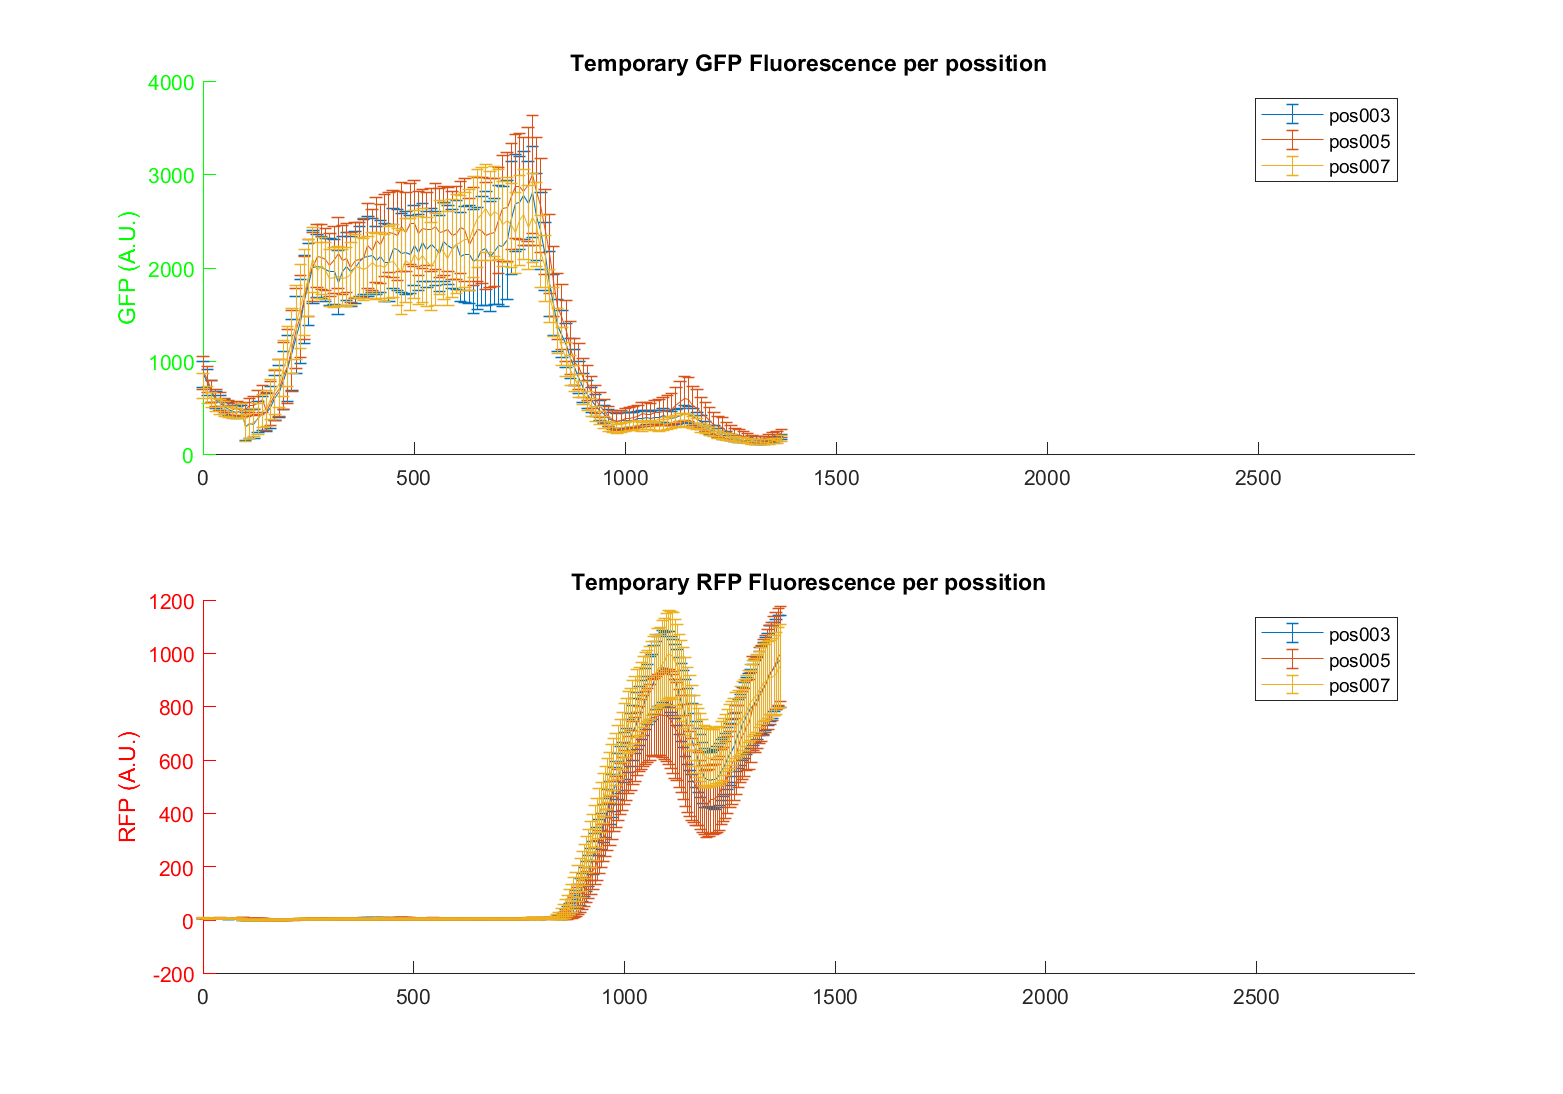 Temporary GFP Fluorescence per possition
4000
3000
2000
1000
0
GFP (A.U.)
0 500 1000 1500 2000 2500
pos003
pos005
pos007
Temporary RFP Fluorescence per possition
1200
1000
800
600
400
200
0
-200
RFP (A.U.)
0 500 1000 1500 2000 2500
pos003
pos005
pos007